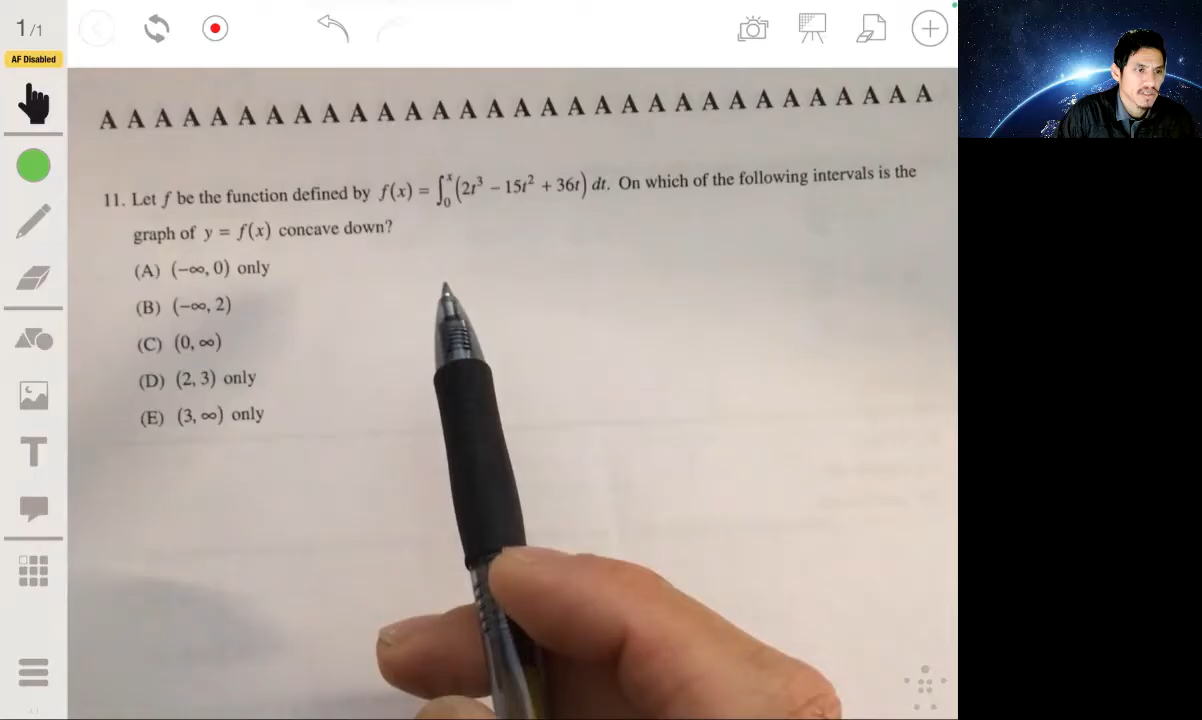 1/1
AF Disabled
A A A A A A A A A A A A A A A A A A A A A A A A A A A A A A A
11. Let f be the function defined by f(x) = ∫₀ˣ (2t³ − 15t² + 36t) dt. On which of the following intervals is the
graph of y = f(x) concave down?
(A) (−∞, 0) only
(B) (−∞, 2)
(C) (0, ∞)
(D) (2, 3) only
(E) (3, ∞) only
T